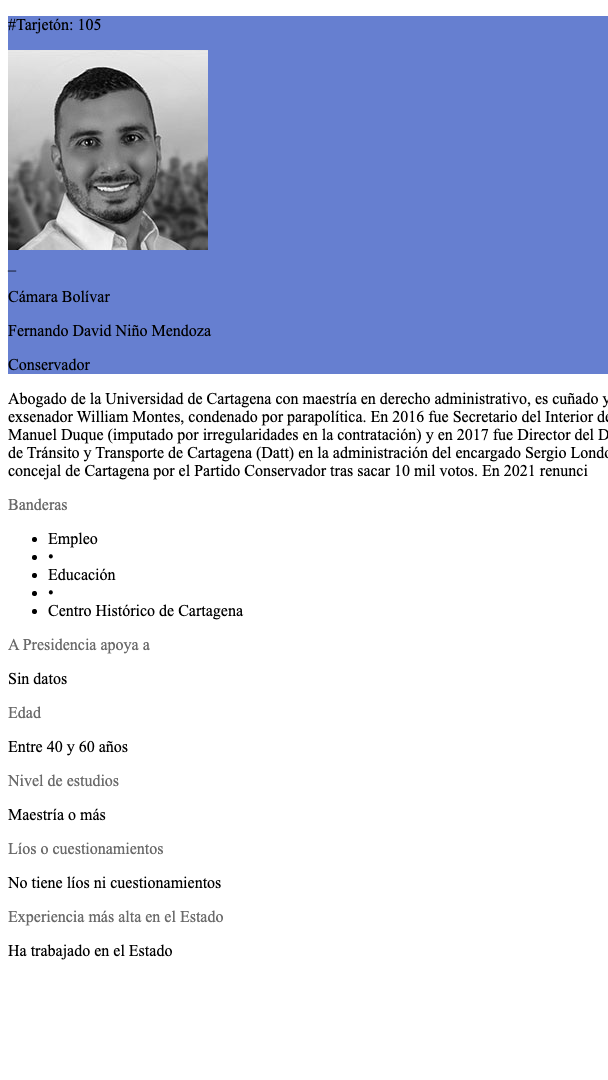 #Tarjetón: 105
_
Cámara Bolívar
Fernando David Niño Mendoza
Conservador
Abogado de la Universidad de Cartagena con maestría en derecho administrativo, es cuñado y
exsenador William Montes, condenado por parapolítica. En 2016 fue Secretario del Interior de
Manuel Duque (imputado por irregularidades en la contratación) y en 2017 fue Director del D
de Tránsito y Transporte de Cartagena (Datt) en la administración del encargado Sergio Londo
concejal de Cartagena por el Partido Conservador tras sacar 10 mil votos. En 2021 renunci
Banderas
• Empleo
• •
• Educación
• •
• Centro Histórico de Cartagena
A Presidencia apoya a
Sin datos
Edad
Entre 40 y 60 años
Nivel de estudios
Maestría o más
Líos o cuestionamientos
No tiene líos ni cuestionamientos
Experiencia más alta en el Estado
Ha trabajado en el Estado